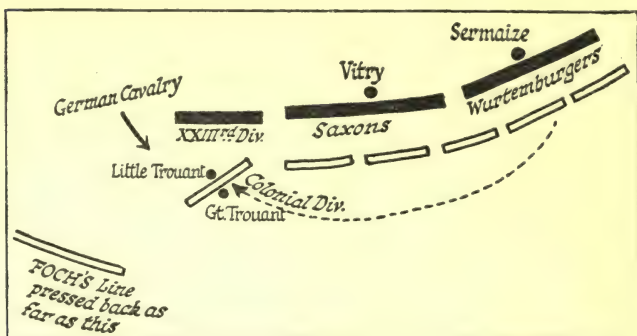 Sermaize
Vitry
German Cavalry
Wurtemburgers
XXIIIrd Div.
Saxons
Little Trouant
Colonial Div.
Gt. Trouant
FOCH'S Line
pressed back as
far as this